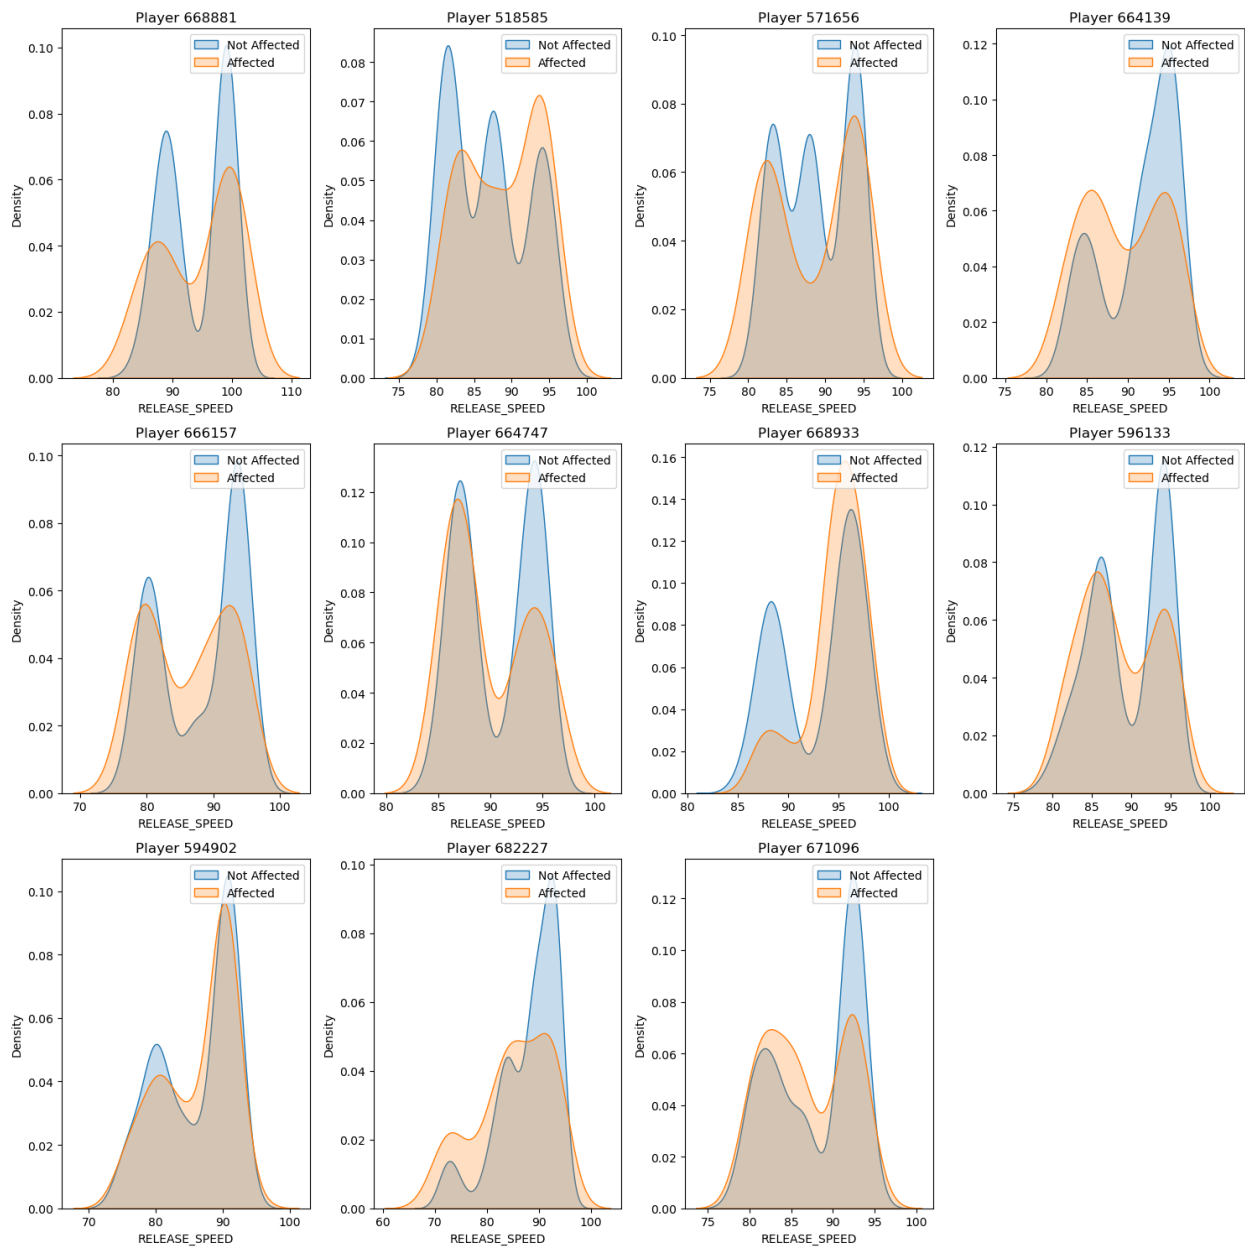 Player 668881
Not Affected
Affected
0.10
0.08
0.06
0.04
0.02
0.00
Density
80 90 100 110
RELEASE_SPEED
Player 518585
Not Affected
Affected
0.08
0.07
0.06
0.05
0.04
0.03
0.02
0.01
0.00
Density
75 80 85 90 95 100
RELEASE_SPEED
Player 571656
Not Affected
Affected
0.10
0.08
0.06
0.04
0.02
0.00
Density
75 80 85 90 95 100
RELEASE_SPEED
Player 664139
Not Affected
Affected
0.12
0.10
0.08
0.06
0.04
0.02
0.00
Density
75 80 85 90 95 100
RELEASE_SPEED
Player 666157
Not Affected
Affected
0.10
0.08
0.06
0.04
0.02
0.00
Density
70 80 90 100
RELEASE_SPEED
Player 664747
Not Affected
Affected
0.12
0.10
0.08
0.06
0.04
0.02
0.00
Density
80 85 90 95 100
RELEASE_SPEED
Player 668933
Not Affected
Affected
0.16
0.14
0.12
0.10
0.08
0.06
0.04
0.02
0.00
Density
80 85 90 95 100
RELEASE_SPEED
Player 596133
Not Affected
Affected
0.12
0.10
0.08
0.06
0.04
0.02
0.00
Density
75 80 85 90 95 100
RELEASE_SPEED
Player 594902
Not Affected
Affected
0.10
0.08
0.06
0.04
0.02
0.00
Density
70 80 90 100
RELEASE_SPEED
Player 682227
Not Affected
Affected
0.10
0.08
0.06
0.04
0.02
0.00
Density
60 70 80 90 100
RELEASE_SPEED
Player 671096
Not Affected
Affected
0.12
0.10
0.08
0.06
0.04
0.02
0.00
Density
75 80 85 90 95 100
RELEASE_SPEED